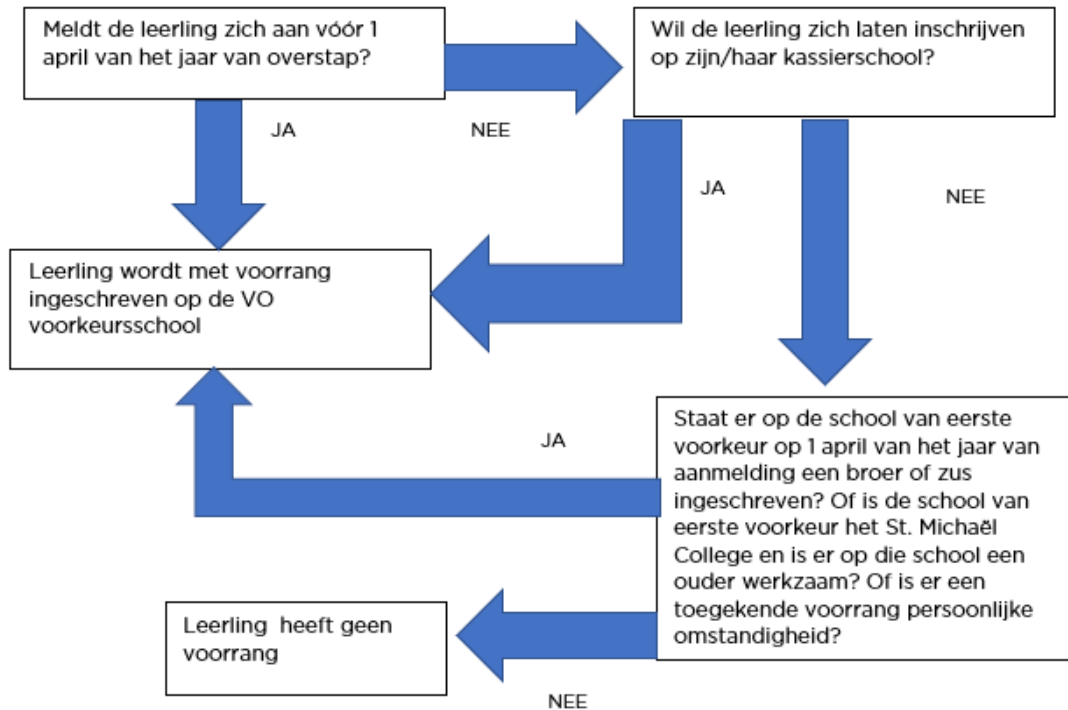 Meldt de leerling zich aan vóór 1
april van het jaar van overstap?
Wil de leerling zich laten inschrijven
op zijn/haar kassierschool?
JA
NEE
JA
NEE
Leerling wordt met voorrang
ingeschreven op de VO
voorkeursschool
Staat er op de school van eerste
voorkeur op 1 april van het jaar van
aanmelding een broer of zus
ingeschreven? Of is de school van
eerste voorkeur het St. Michaël
College en is er op die school een
ouder werkzaam? Of is er een
toegekende voorrang persoonlijke
omstandigheid?
JA
Leerling heeft geen
voorrang
NEE